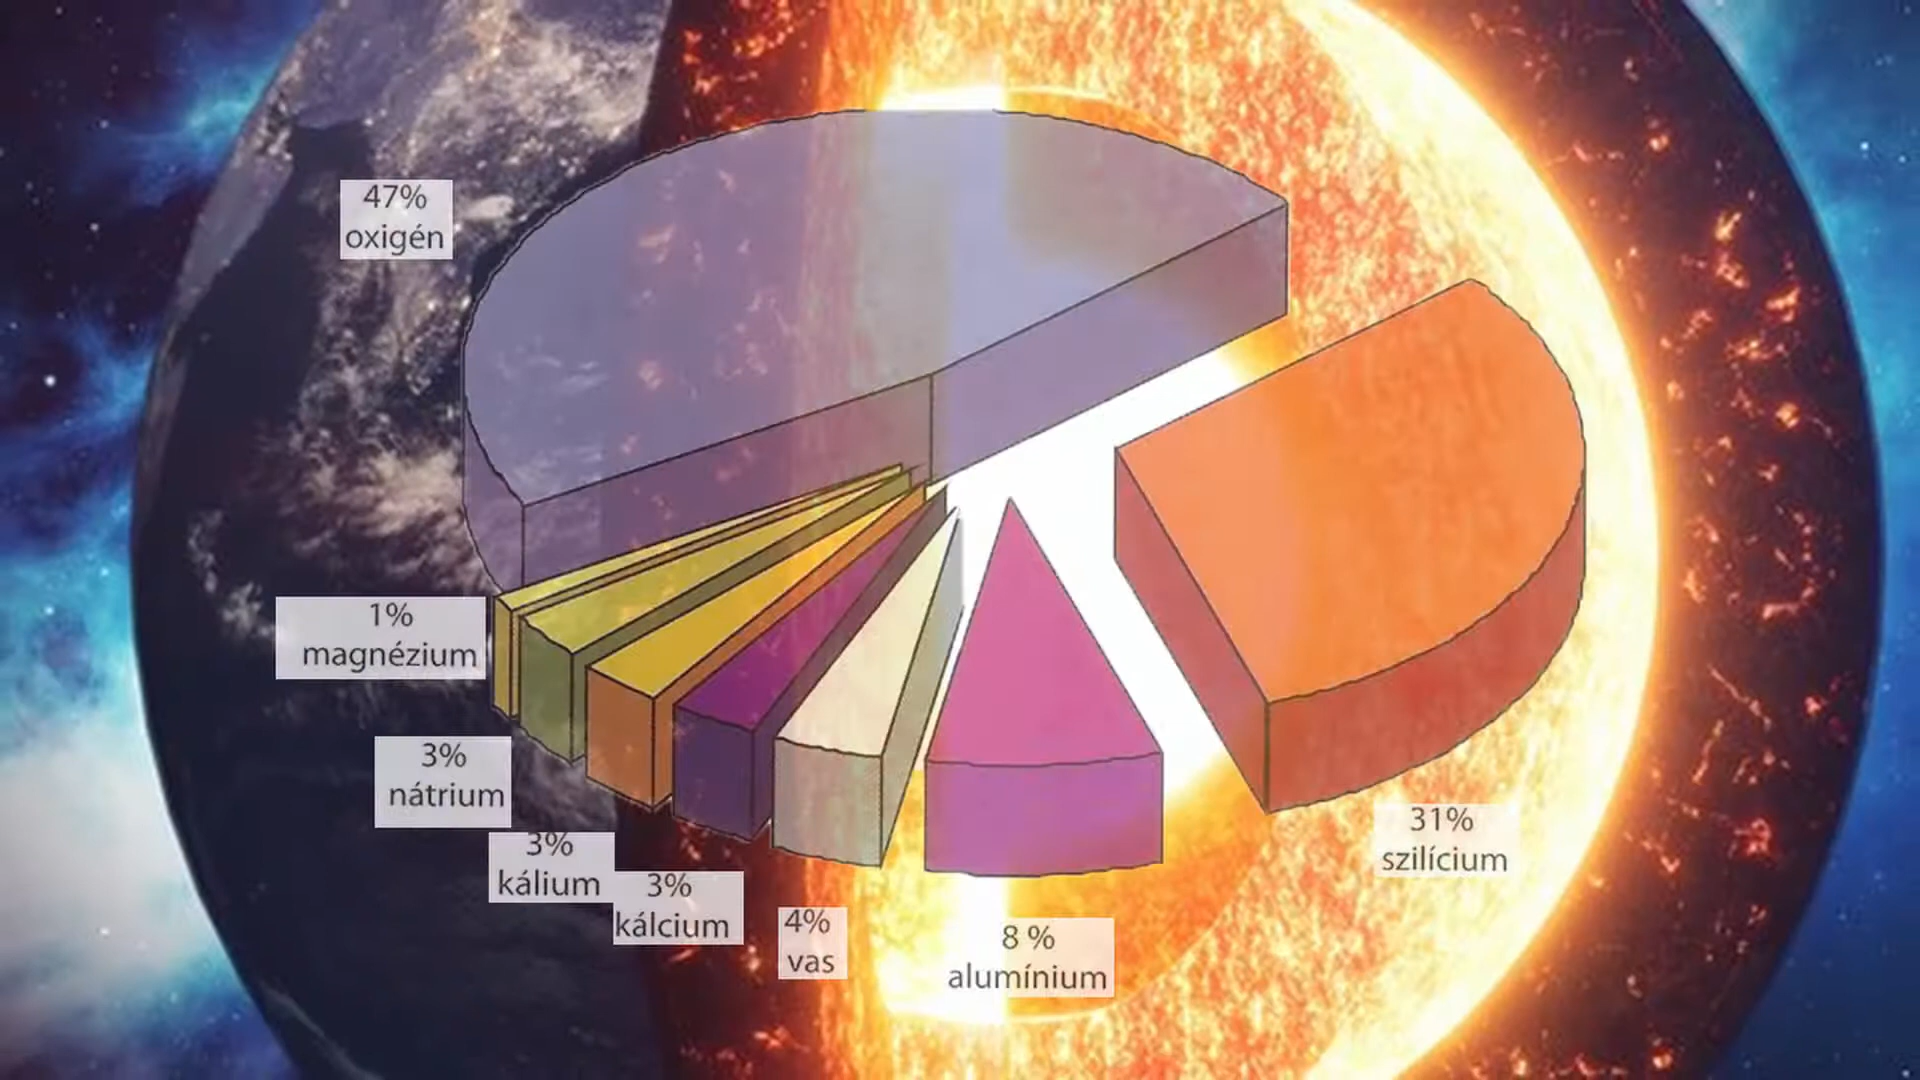 47%
oxigén
1%
magnézium
3%
nátrium
3%
kálium
3%
kálcium
4%
vas
8 %
alumínium
31%
szilícium